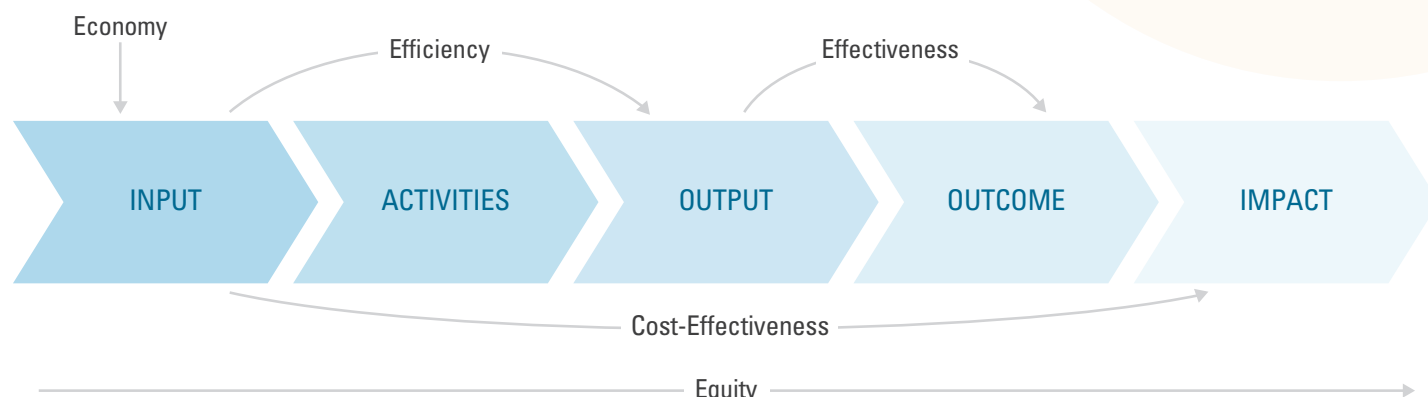 Economy
Efficiency
Effectiveness
INPUT
ACTIVITIES
OUTPUT
OUTCOME
IMPACT
Cost-Effectiveness
Equity